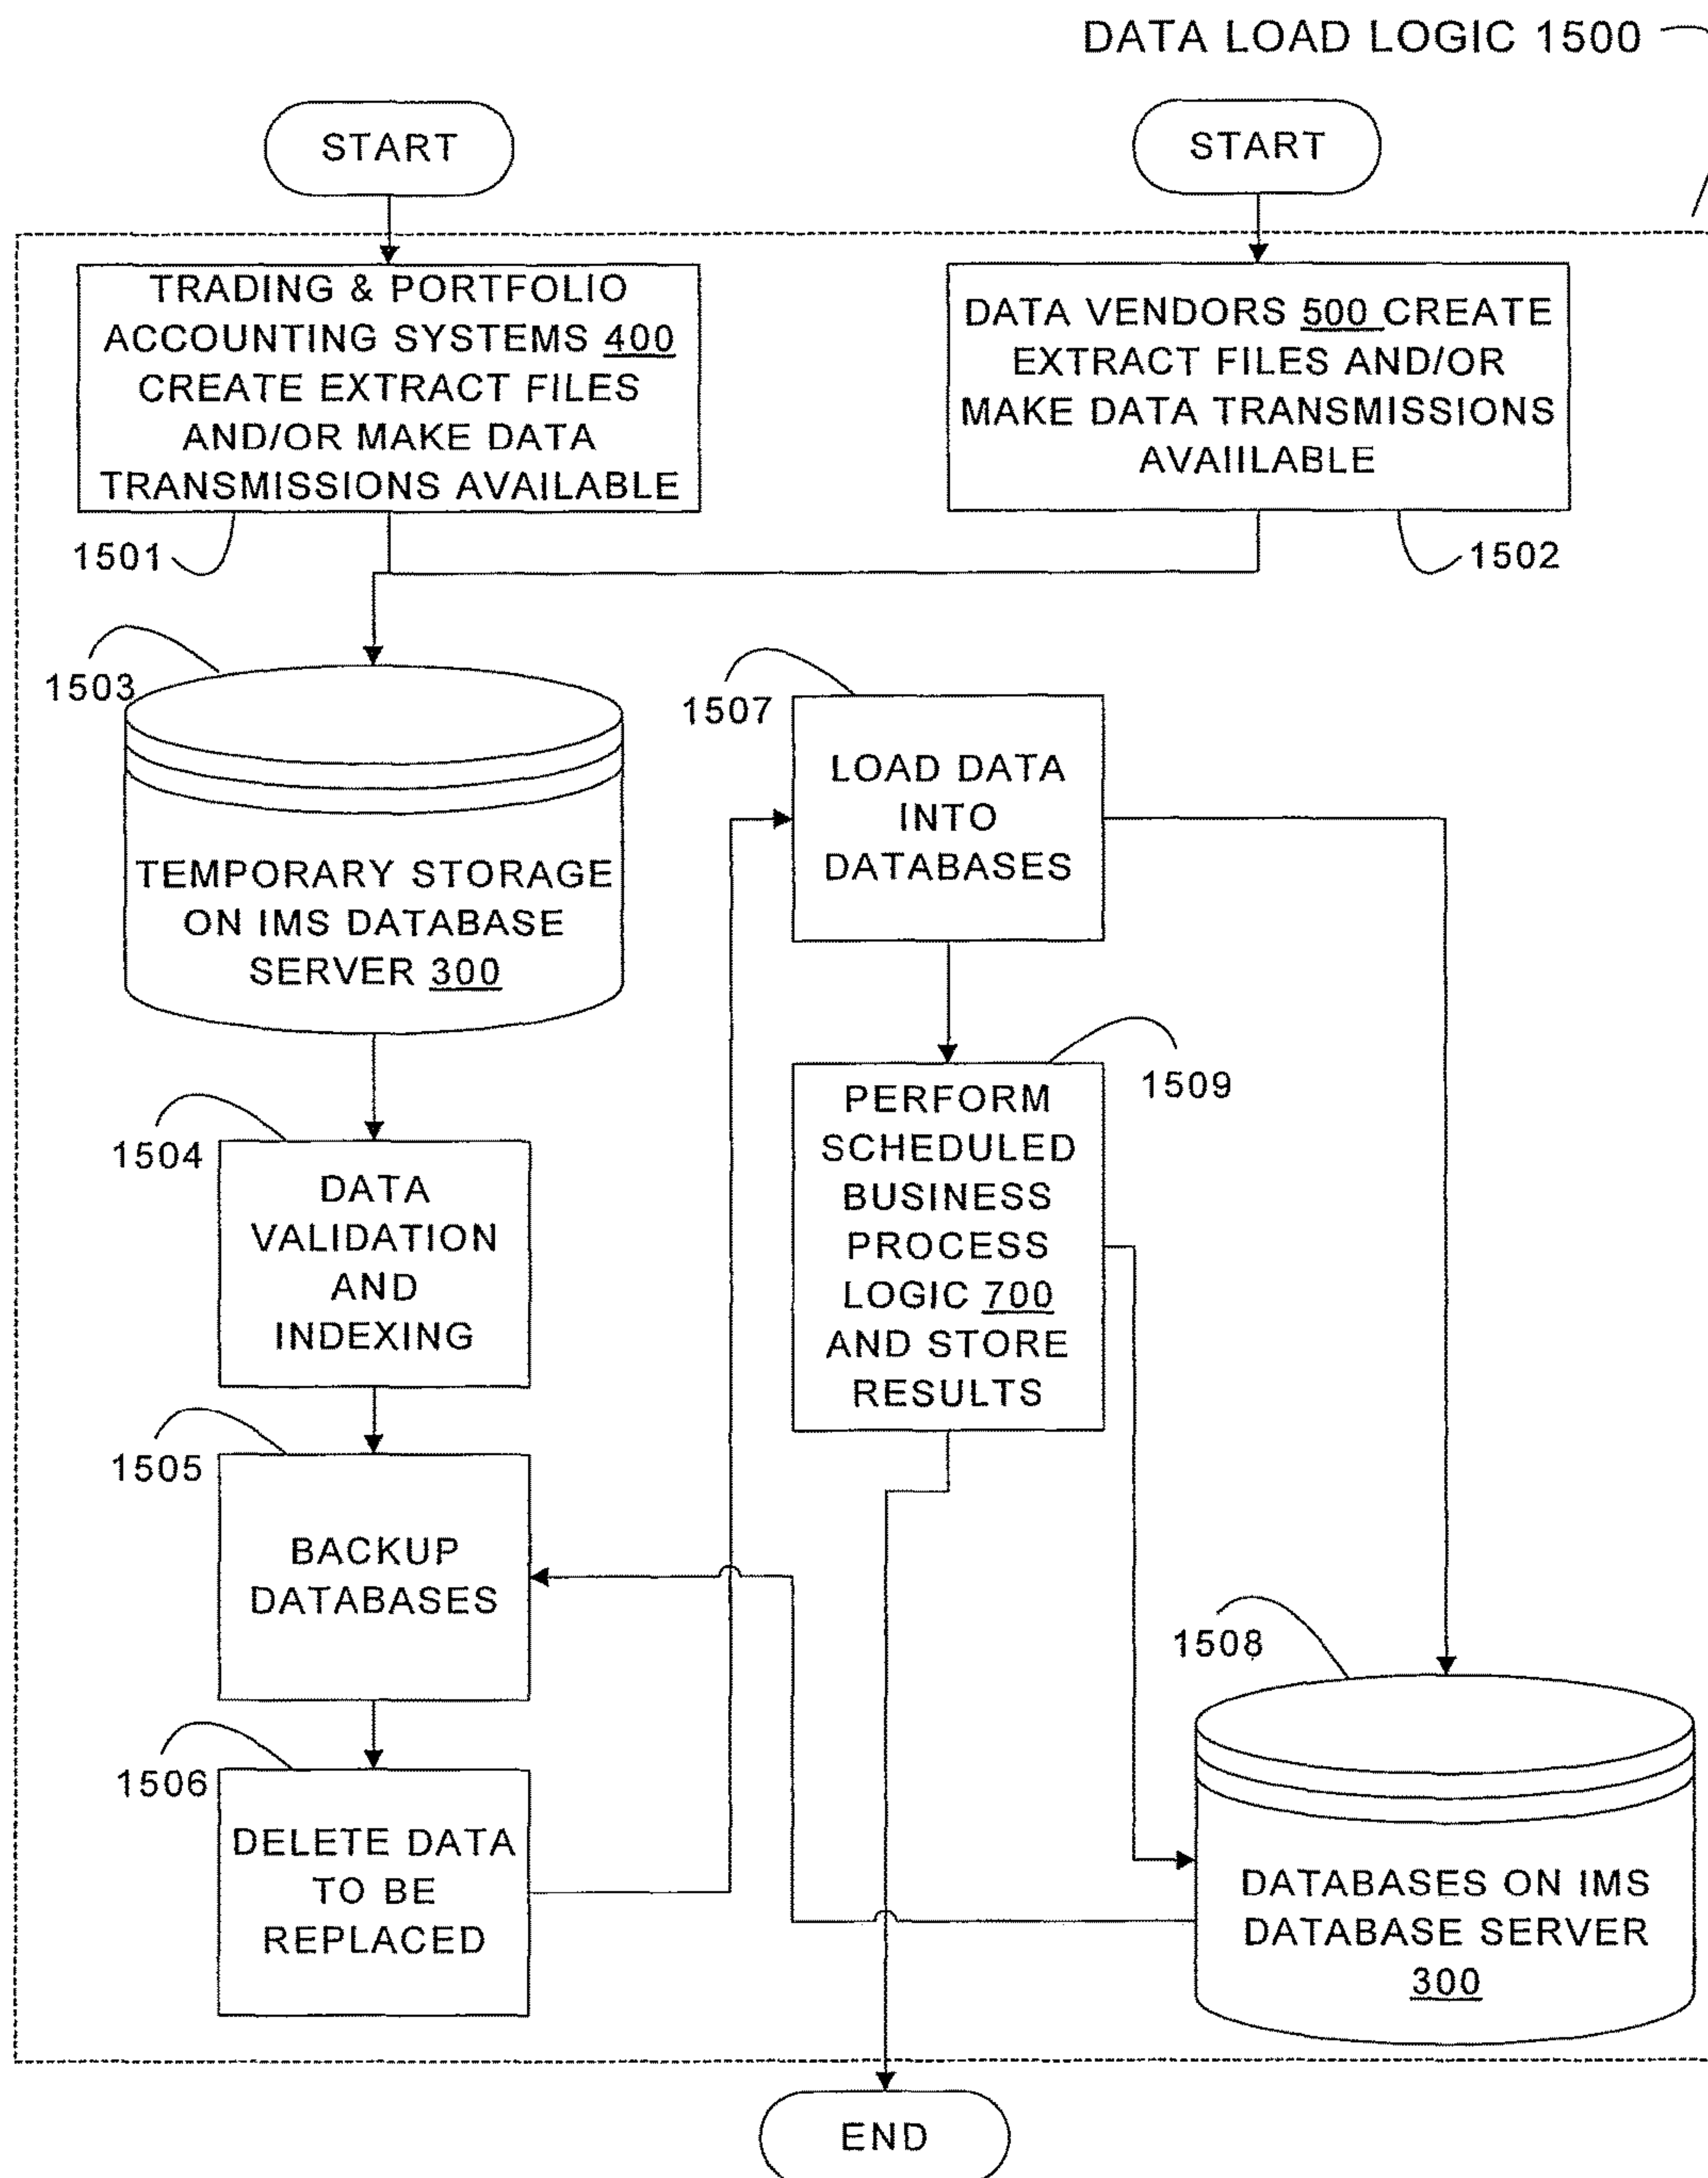 DATA LOAD LOGIC 1500
START
START
TRADING & PORTFOLIO
ACCOUNTING SYSTEMS 400
CREATE EXTRACT FILES
AND/OR MAKE DATA
TRANSMISSIONS AVAILABLE
DATA VENDORS 500 CREATE
EXTRACT FILES AND/OR
MAKE DATA TRANSMISSIONS
AVAIILABLE
1501
1502
1503
TEMPORARY STORAGE
ON IMS DATABASE
SERVER 300
1507
LOAD DATA
INTO
DATABASES
1504
DATA
VALIDATION
AND
INDEXING
1509
PERFORM
SCHEDULED
BUSINESS
PROCESS
LOGIC 700
AND STORE
RESULTS
1505
BACKUP
DATABASES
1508
DATABASES ON IMS
DATABASE SERVER
300
1506
DELETE DATA
TO BE
REPLACED
END